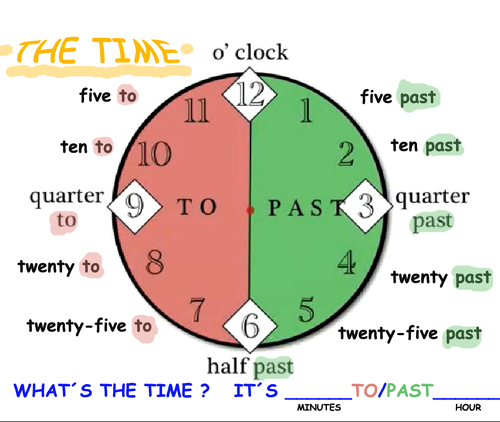 THE TIME
o' clock
12
11
1
five to
five past
ten to
10
2
ten past
quarter
to
9
TO
PAST
3
quarter
past
twenty to
8
4
twenty past
twenty-five to
7
5
twenty-five past
6
half past
WHAT´S THE TIME ? IT´S ______TO/PAST______
MINUTES
HOUR